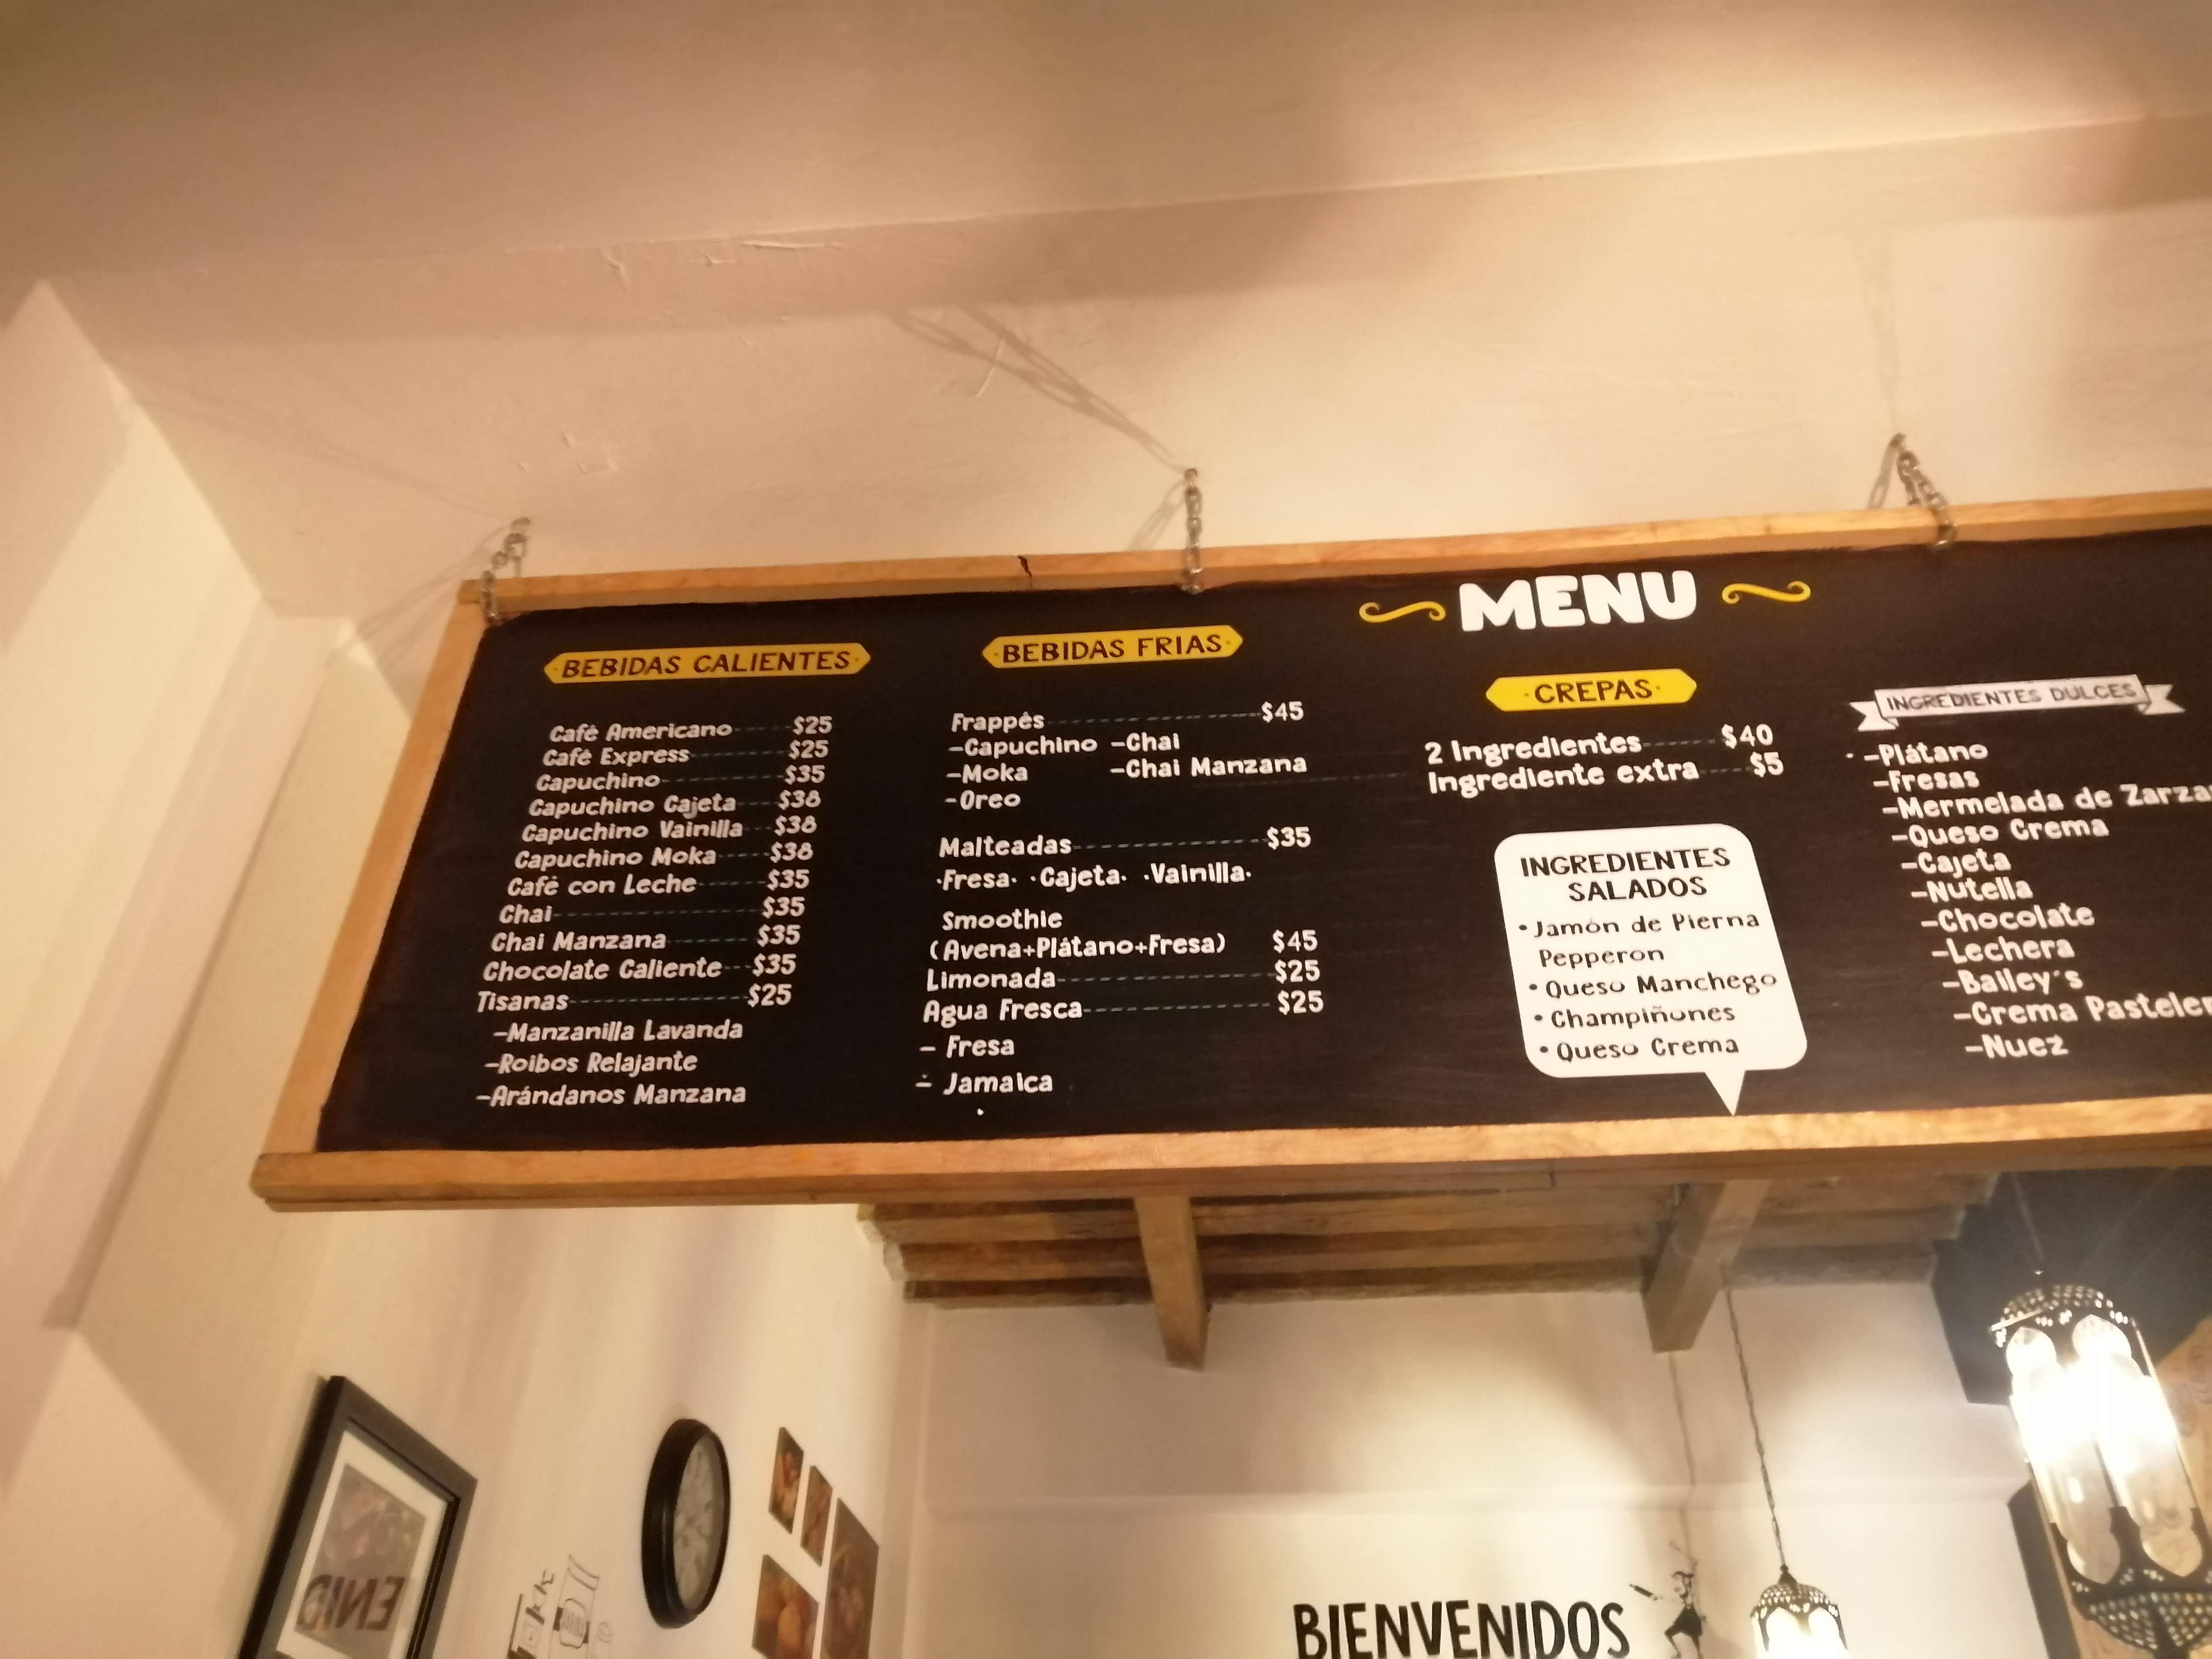 MENU
BEBIDAS CALIENTES
Café Americano $25
Café Express $25
Capuchino $35
Capuchino Cajeta $38
Capuchino Vainilla $38
Capuchino Moka $38
Café con Leche $35
Chai $35
Chai Manzana $35
Chocolate Caliente $35
Tisanas $25
-Manzanilla Lavanda
-Roibos Relajante
-Arándanos Manzana
BEBIDAS FRIAS
Frappés $45
-Capuchino -Chai
-Moka -Chai Manzana
-Oreo
Malteadas $35
·Fresa· ·Cajeta· ·Vainilla·
Smoothie
(Avena+Plátano+Fresa) $45
Limonada $25
Agua Fresca $25
- Fresa
- Jamaica
CREPAS
2 Ingredientes $40
Ingrediente extra $5
INGREDIENTES
SALADOS
• Jamón de Pierna
Pepperon
• Queso Manchego
• Champiñones
• Queso Crema
INGREDIENTES DULCES
-Plátano
-Fresas
-Mermelada de
-Queso Crema
-Cajeta
-Nutella
-Chocolate
-Lechera
-Bailey's
-Crema
-Nuez
BIENVENIDOS